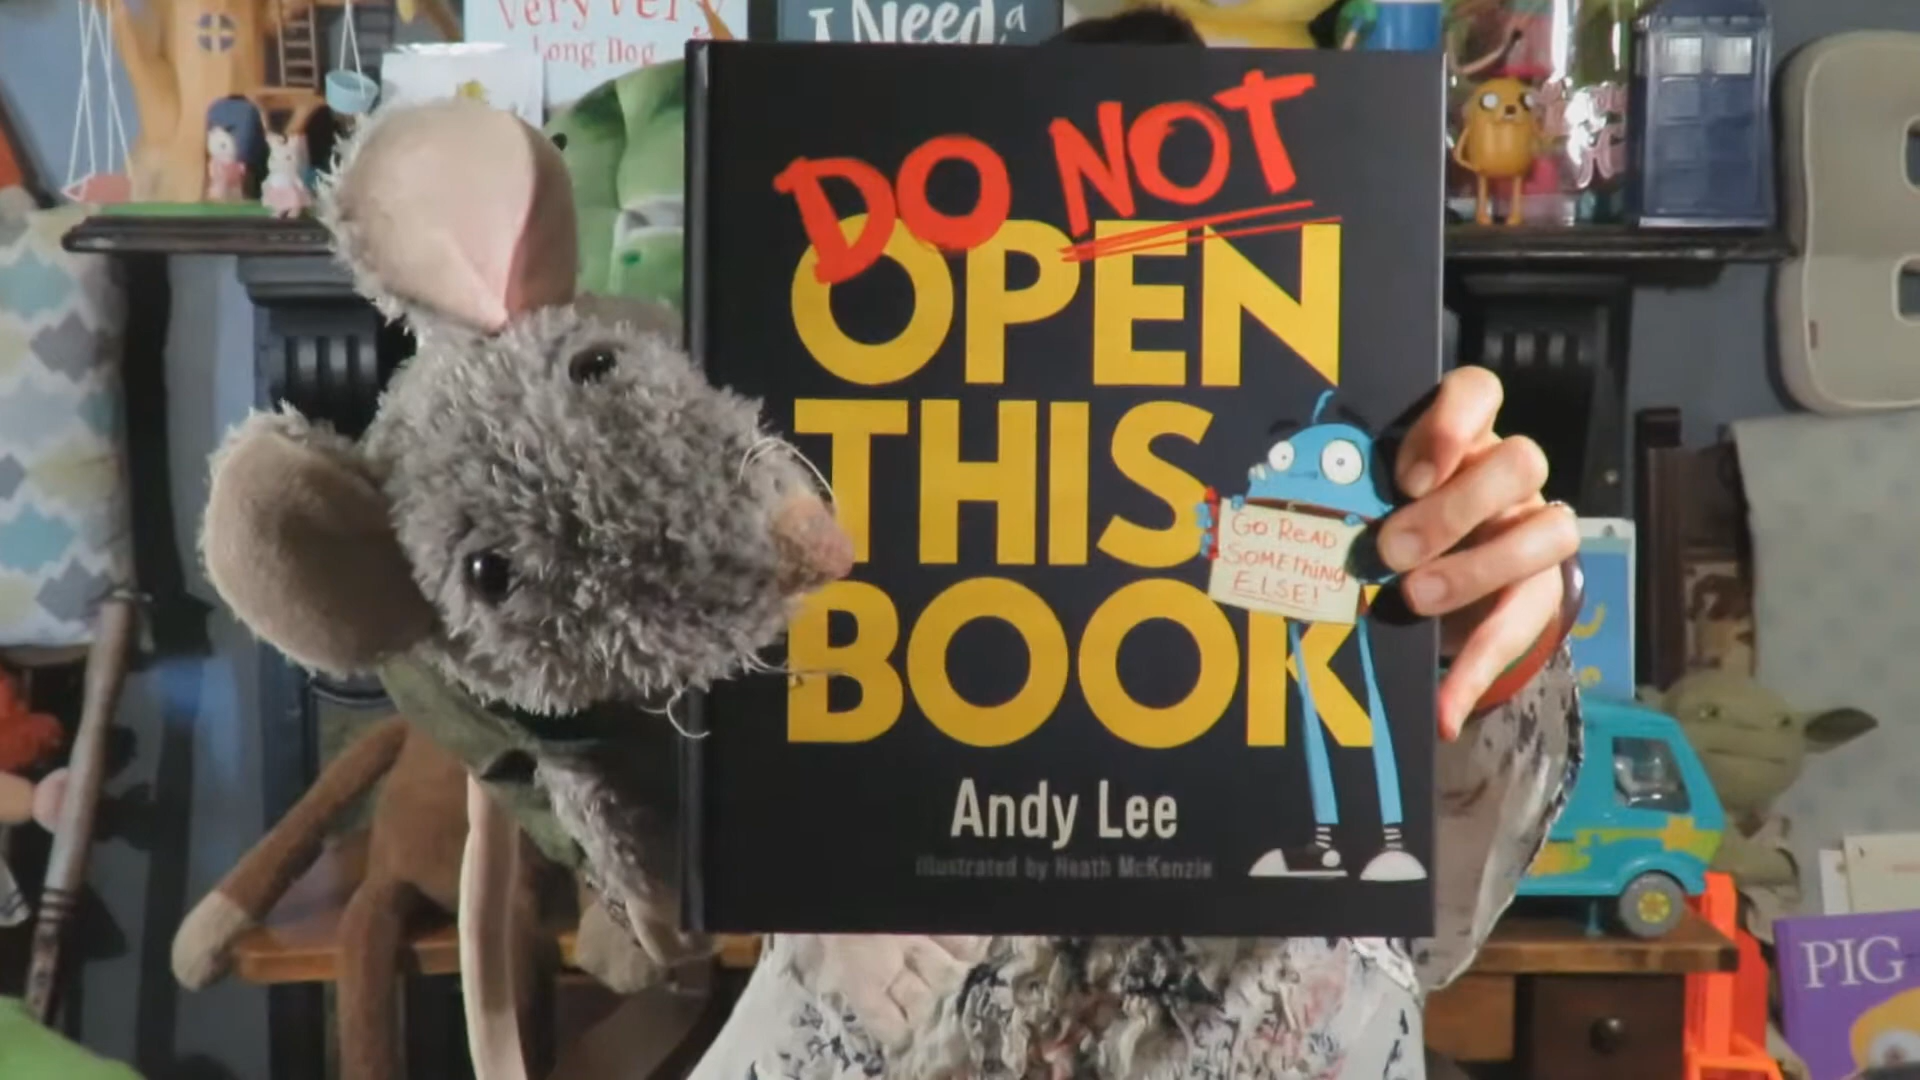 Very Very
Long Dog
I Need a
DO NOT
OPEN
THIS
BOOK
GO READ
SOMETHING
ELSE!
Andy Lee
illustrated by Heath McKenzie
PIG